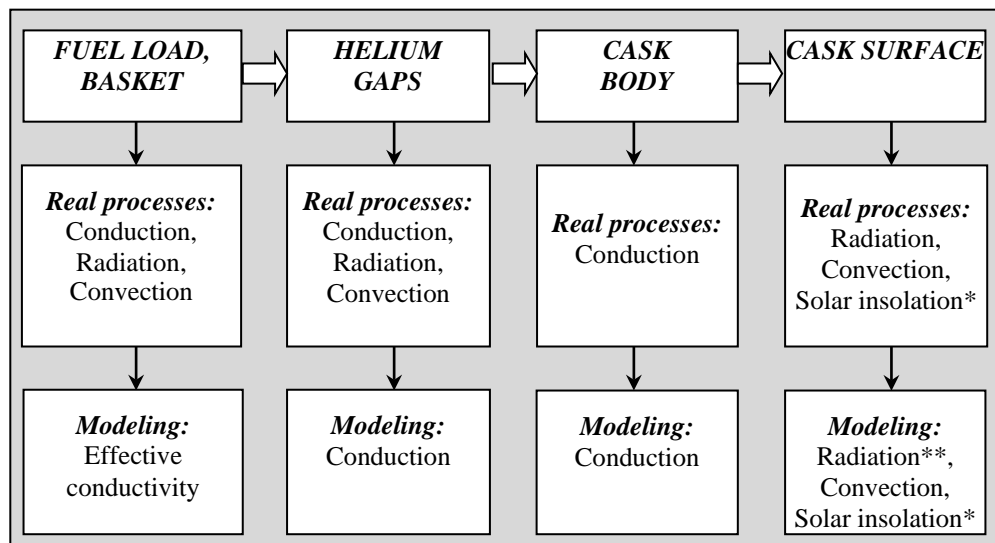 FUEL LOAD,
BASKET
HELIUM
GAPS
CASK
BODY
CASK SURFACE
Real processes:
Conduction,
Radiation,
Convection
Real processes:
Conduction,
Radiation,
Convection
Real processes:
Conduction
Real processes:
Radiation,
Convection,
Solar insolation*
Modeling:
Effective
conductivity
Modeling:
Conduction
Modeling:
Conduction
Modeling:
Radiation**,
Convection,
Solar insolation*